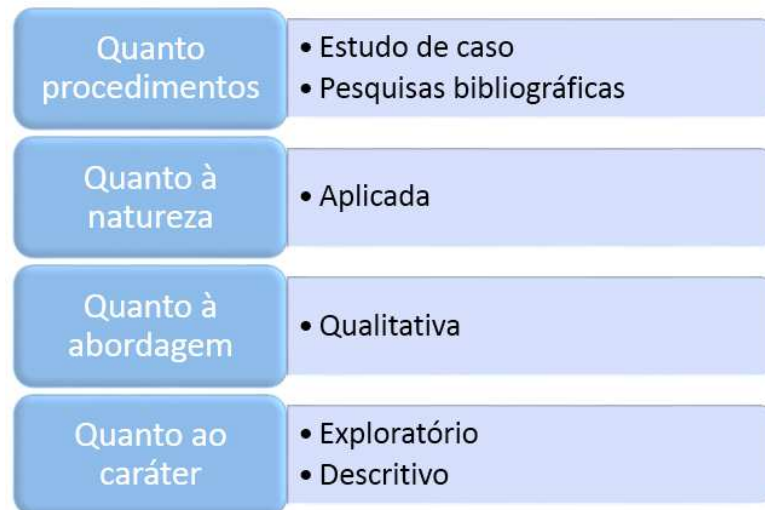 Quanto
procedimentos
• Estudo de caso
• Pesquisas bibliográficas
Quanto à
natureza
• Aplicada
Quanto à
abordagem
• Qualitativa
Quanto ao
caráter
• Exploratório
• Descritivo